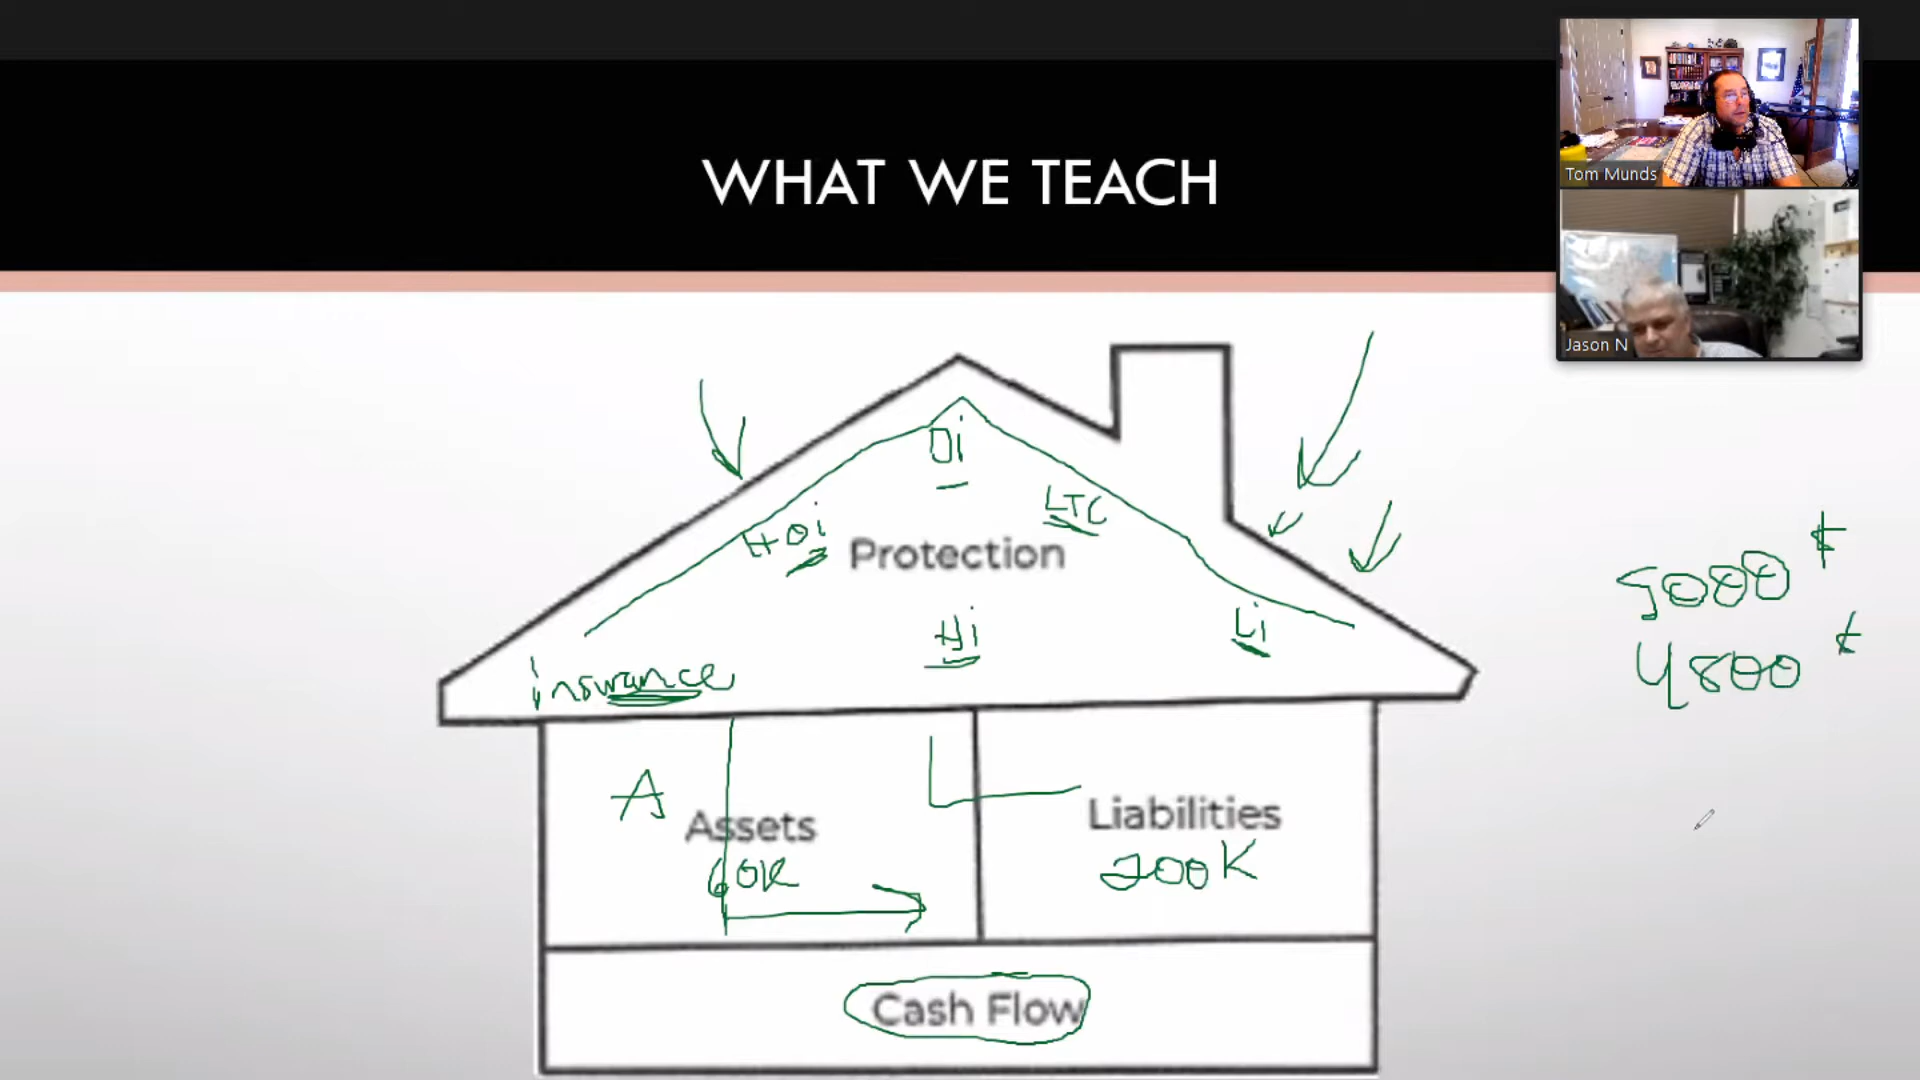 WHAT WE TEACH
Tom Munds
Jason N
Di
LTC
HOi
Protection
5000
Hi
Li
4800
insurance
A
Assets
Liabilities
60K
200K
Cash Flow